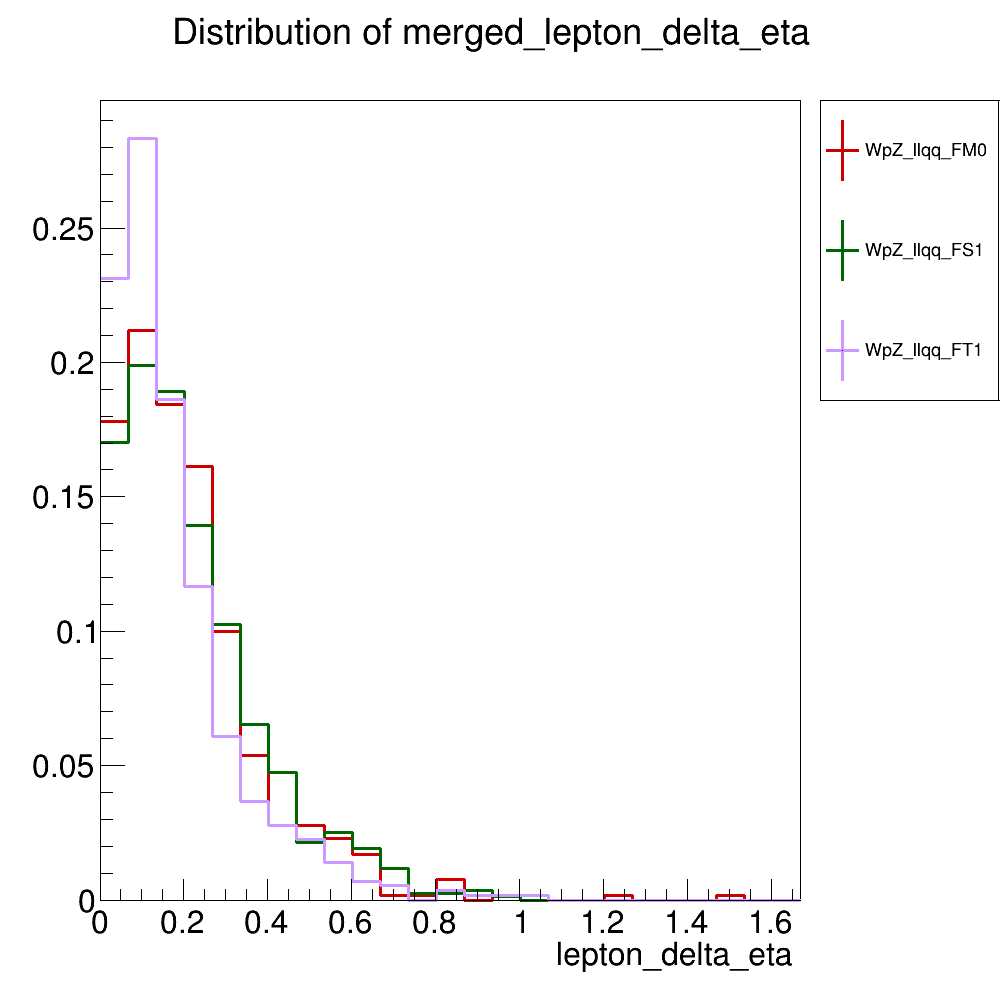 Distribution of merged_lepton_delta_eta
WpZ_llqq_FM0
WpZ_llqq_FS1
WpZ_llqq_FT1
0.25
0.2
0.15
0.1
0.05
0
0 0.2 0.4 0.6 0.8 1 1.2 1.4 1.6
lepton_delta_eta